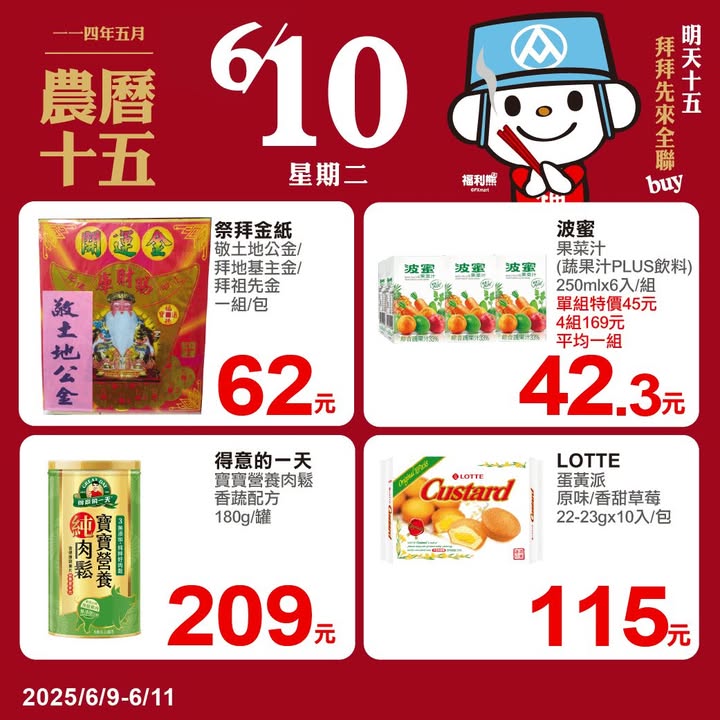 一一四年五月
農曆
十五
6/10
星期二
明天十五
拜拜先來全聯
buy
福利熊
©PXmart
祭拜金紙
敬土地公金/
拜地基主金/
拜祖先金
一組/包
62元
開運金
敬土地公金
波蜜
果菜汁
(蔬果汁PLUS飲料)
250mlx6入/組
單組特價45元
4組169元
平均一組
42.3元
波蜜
波蜜
波蜜
得意的一天
寶寶營養肉鬆
香蔬配方
180g/罐
209元
GREAT DAY
得意的一天
寶寶營養
純肉鬆
LOTTE
蛋黃派
原味/香甜草莓
22-23gx10入/包
115元
Original
LOTTE
Custard
2025/6/9-6/11